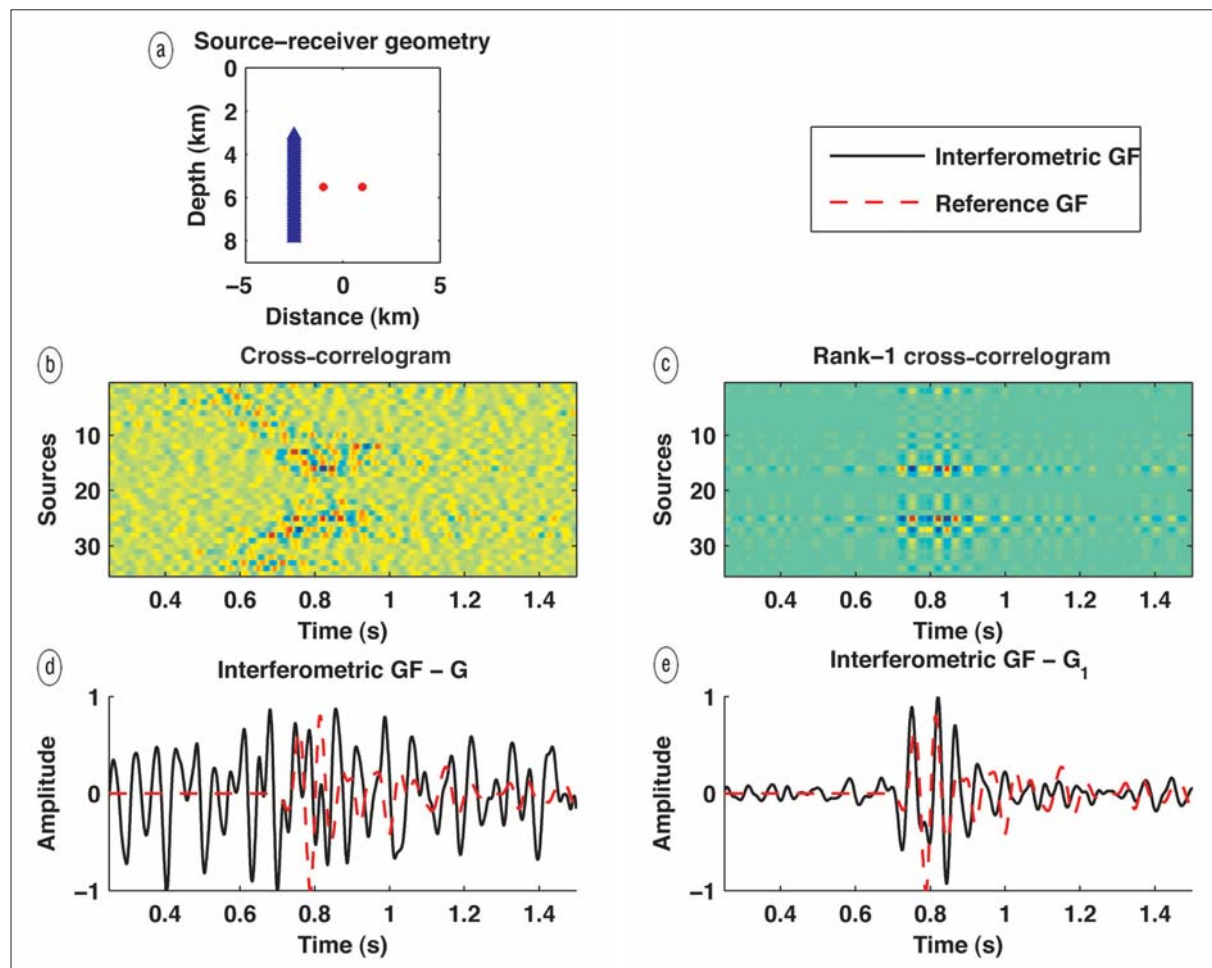 a Source–receiver geometry
0
2
4
6
8
Depth (km)
−5 0 5
Distance (km)
Interferometric GF
Reference GF
b Cross-correlogram
10
20
30
Sources
0.4 0.6 0.8 1 1.2 1.4
Time (s)
c Rank−1 cross-correlogram
10
20
30
Sources
0.4 0.6 0.8 1 1.2 1.4
Time (s)
d Interferometric GF − G
1
0
−1
Amplitude
0.4 0.6 0.8 1 1.2 1.4
Time (s)
e Interferometric GF − G₁
1
0
−1
Amplitude
0.4 0.6 0.8 1 1.2 1.4
Time (s)